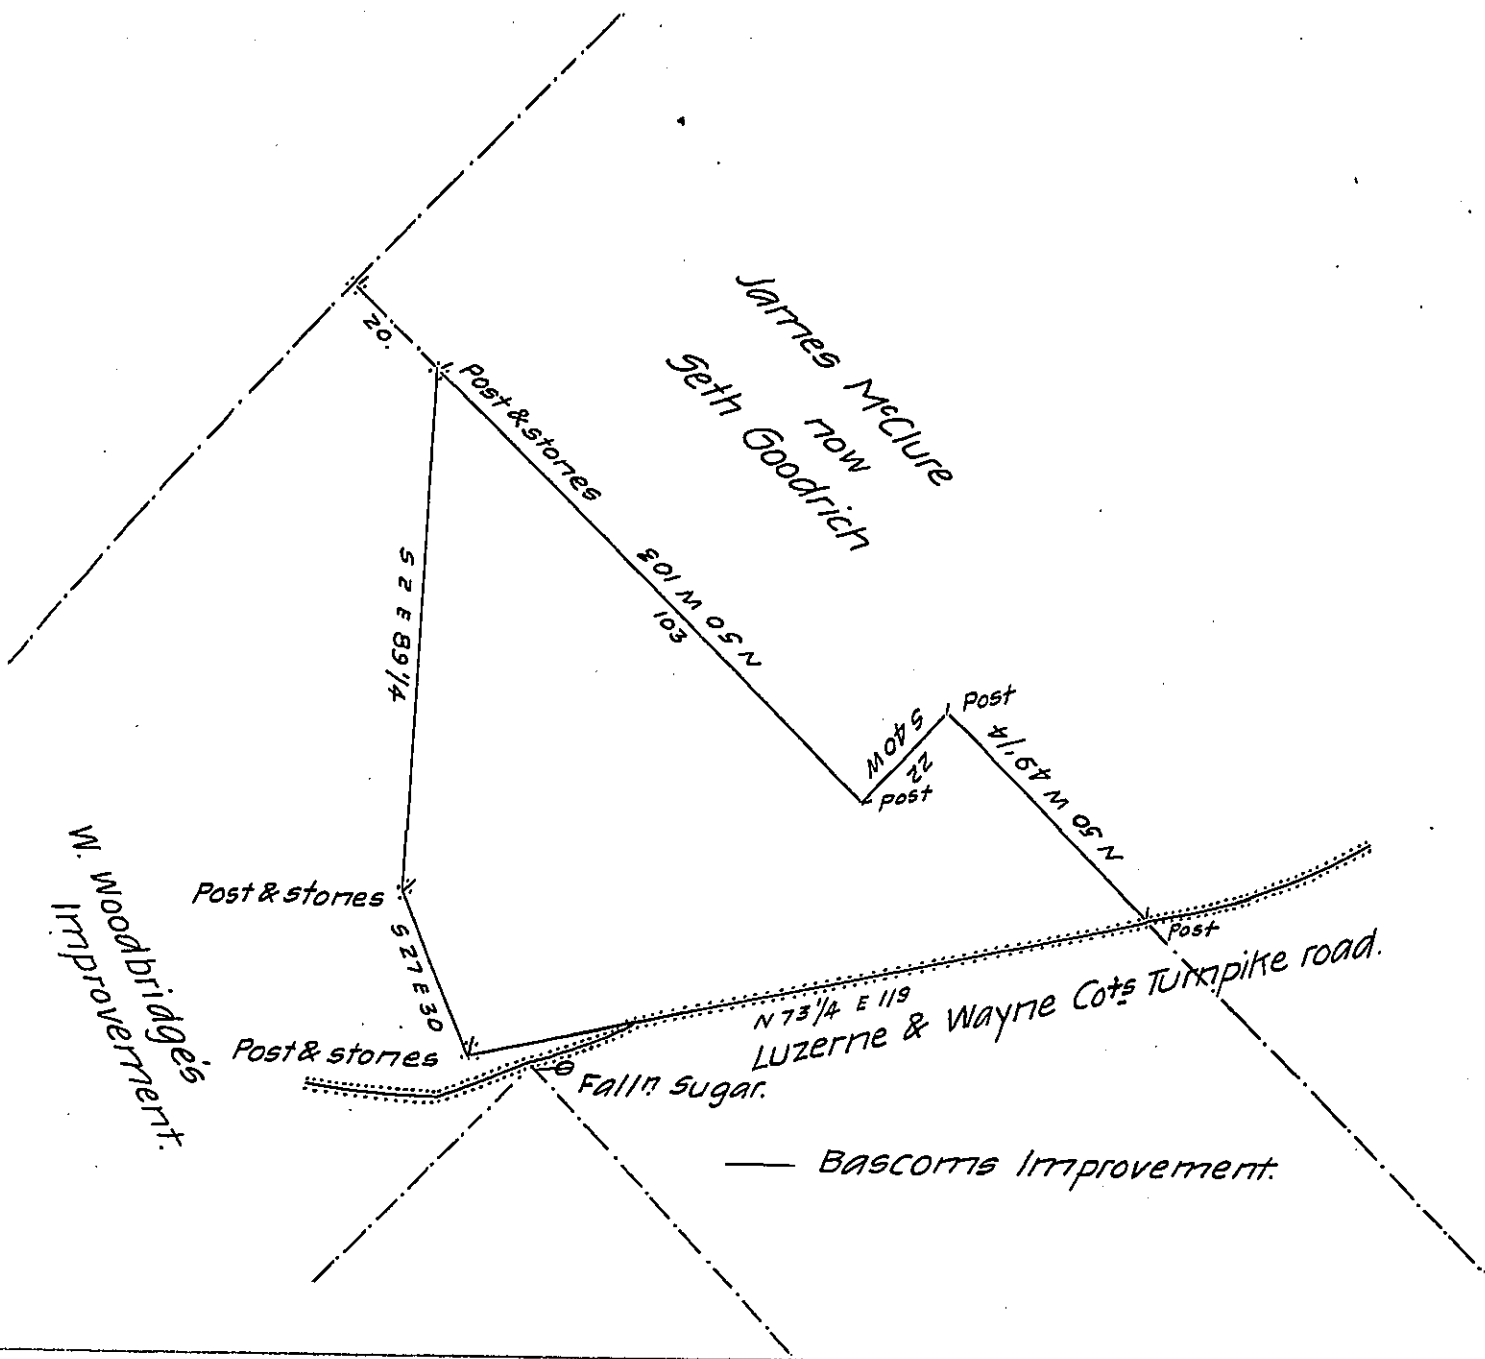 20.
James McClure
now
Seth Goodrich
Post & stones
N 50 W 103
103
S 2 E 89 1/4
Post
S 40 W
22
Post
N 50 W 49 1/4
W. Woodbridge's
Improvement.
Post & stones
S 27 E 30
Post
N 73 1/4 E 119
Luzerne & Wayne Cots Turnpike road.
Post & stones
Falln Sugar.
Bascoms Improvement.